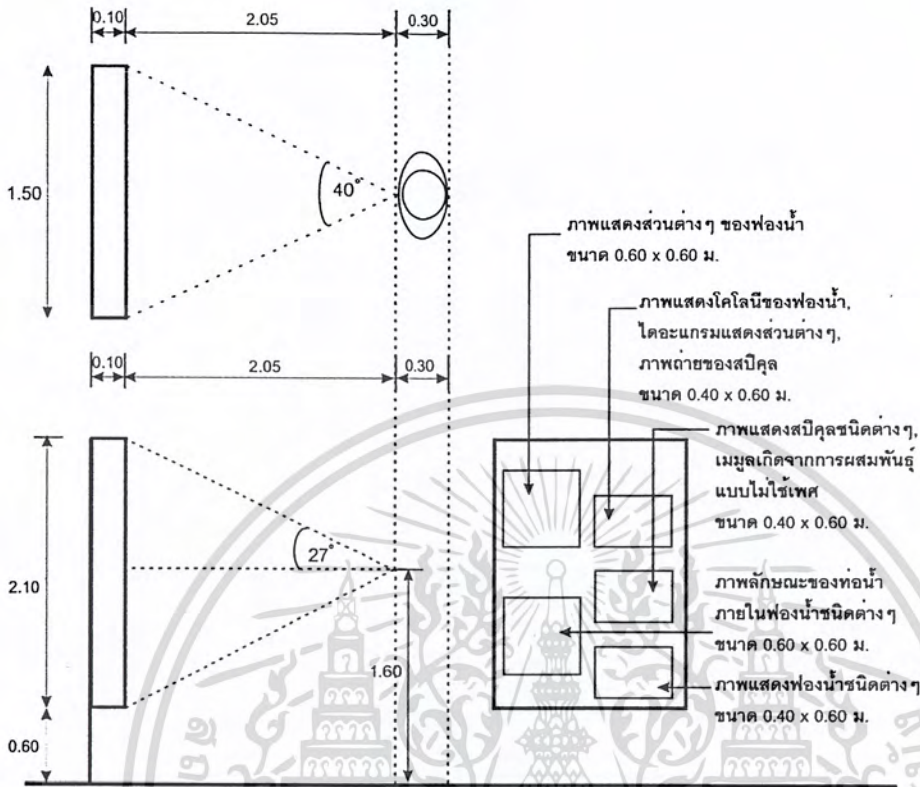 0.10
2.05
0.30
1.50
40°
0.10
2.05
0.30
2.10
27°
1.60
0.60
ภาพแสดงส่วนต่างๆ ของฟองน้ำ
ขนาด 0.60 x 0.60 ม.
ภาพแสดงโคโลนีของฟองน้ำ,
ไดอะแกรมแสดงส่วนต่างๆ,
ภาพถ่ายของสปิคุล
ขนาด 0.40 x 0.60 ม.
ภาพแสดงสปิคุลชนิดต่างๆ,
เมมูลเกิดจากการผสมพันธุ์
แบบไม่ใช้เพศ
ขนาด 0.40 x 0.60 ม.
ภาพลักษณะของท่อน้ำ
ภายในฟองน้ำชนิดต่างๆ
ขนาด 0.60 x 0.60 ม.
ภาพแสดงฟองน้ำชนิดต่างๆ
ขนาด 0.40 x 0.60 ม.